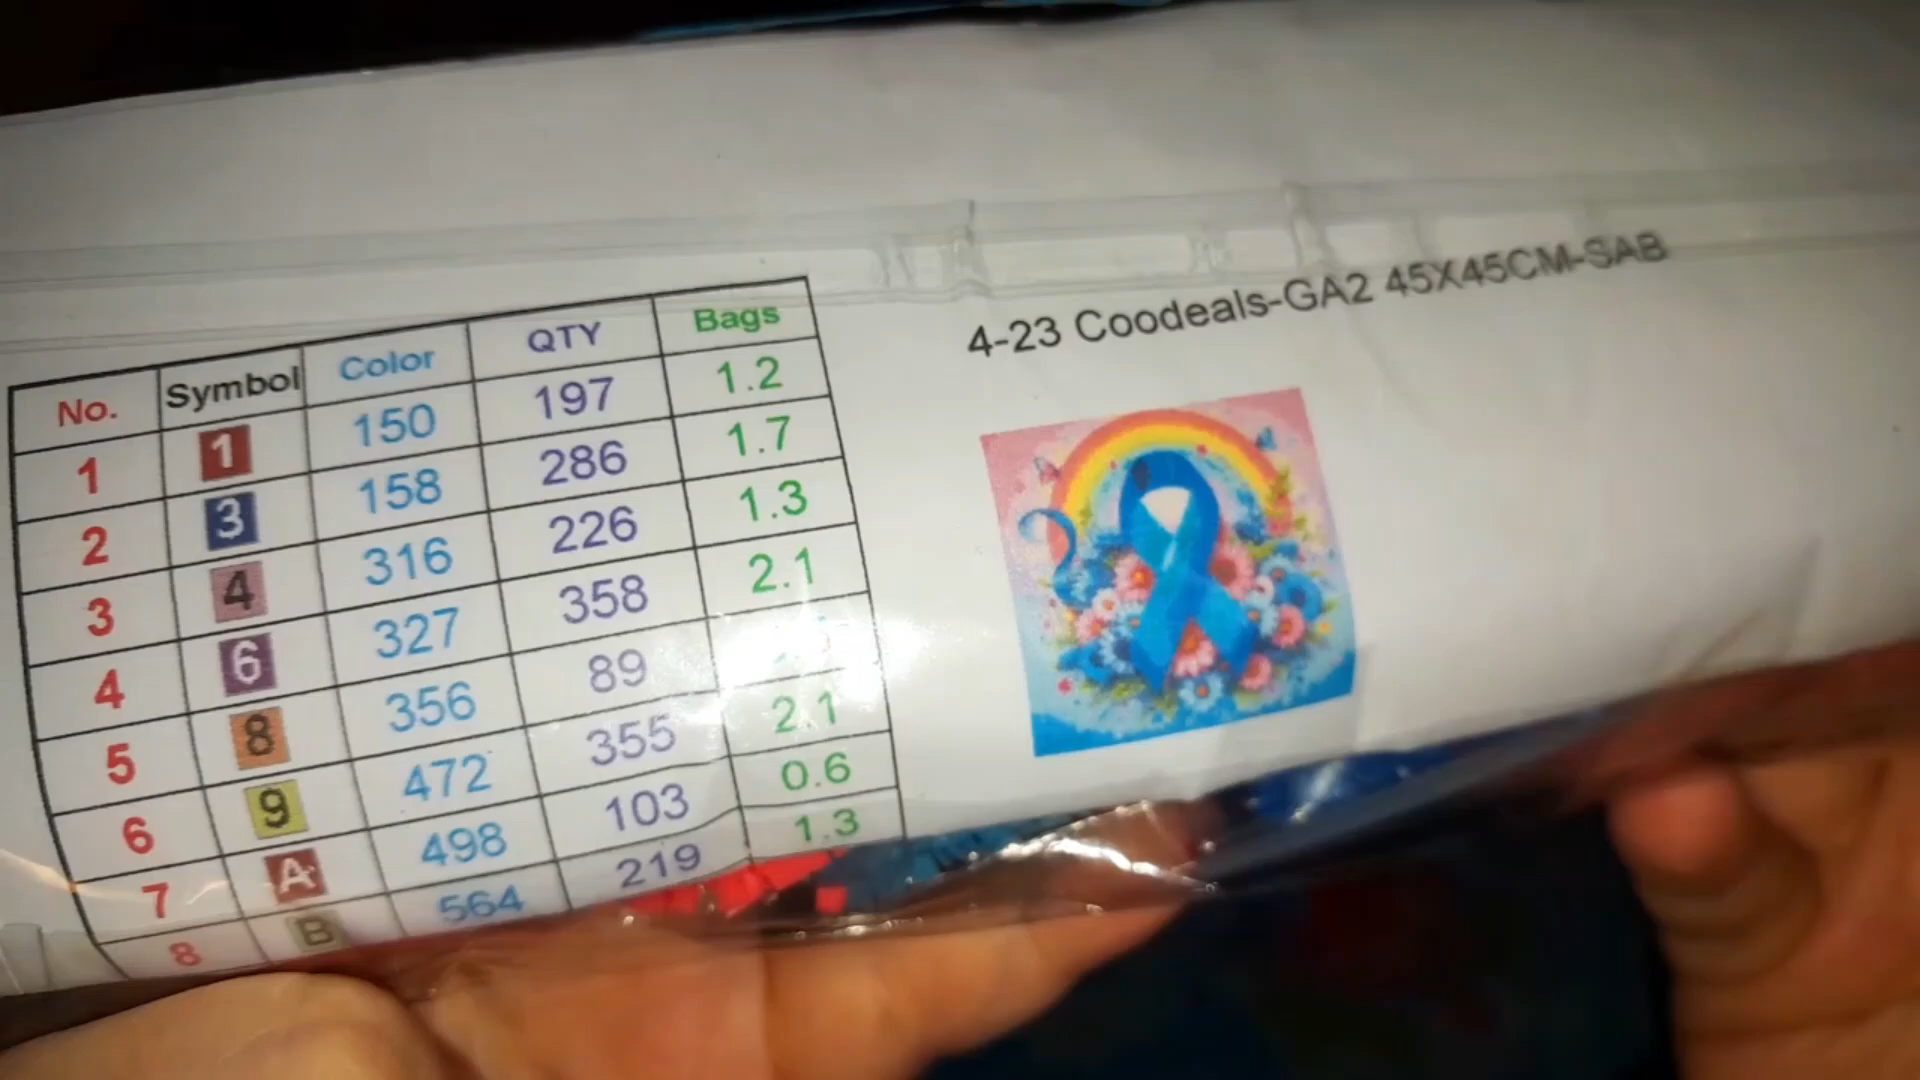 4-23 Coodeals-GA2 45X45CM-SAB
No. Symbol Color QTY Bags
1 1 150 197 1.2
2 3 158 286 1.7
3 4 316 226 1.3
4 6 327 358 2.1
5 8 356 89
6 9 472 355 2.1
7 A 498 103 0.6
8 B 564 219 1.3